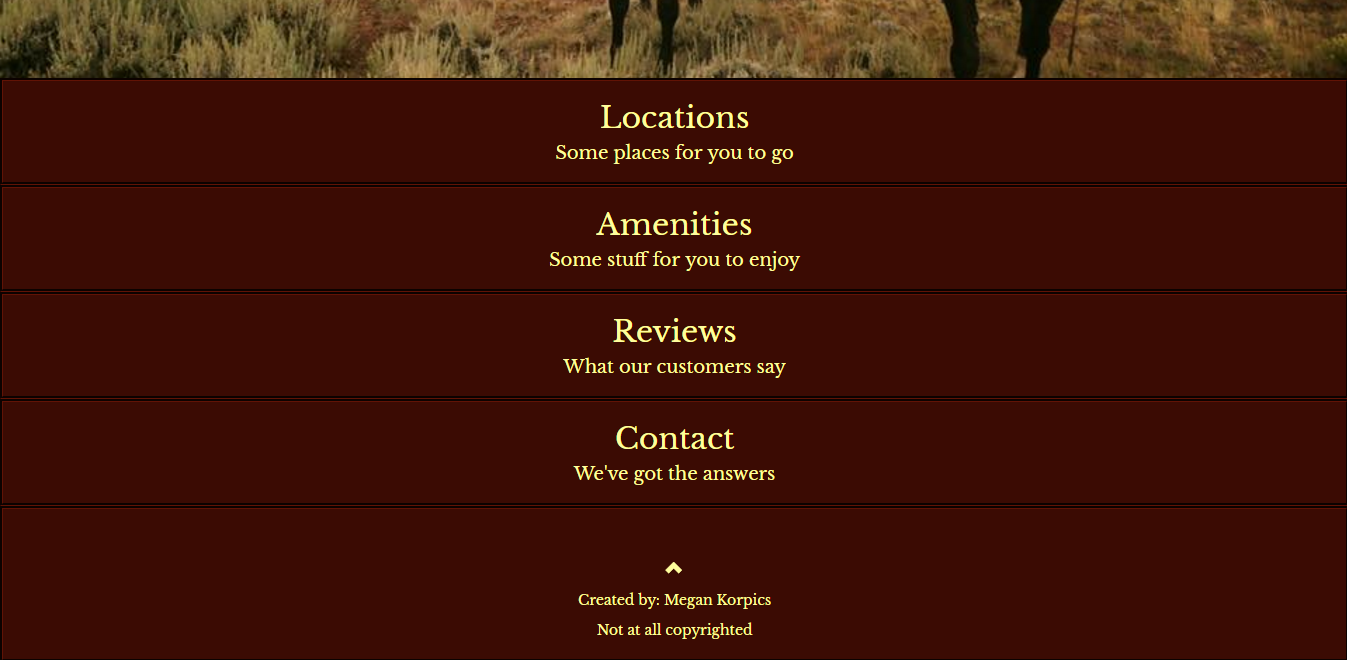 Locations
Some places for you to go
Amenities
Some stuff for you to enjoy
Reviews
What our customers say
Contact
We've got the answers
Created by: Megan Korpics
Not at all copyrighted